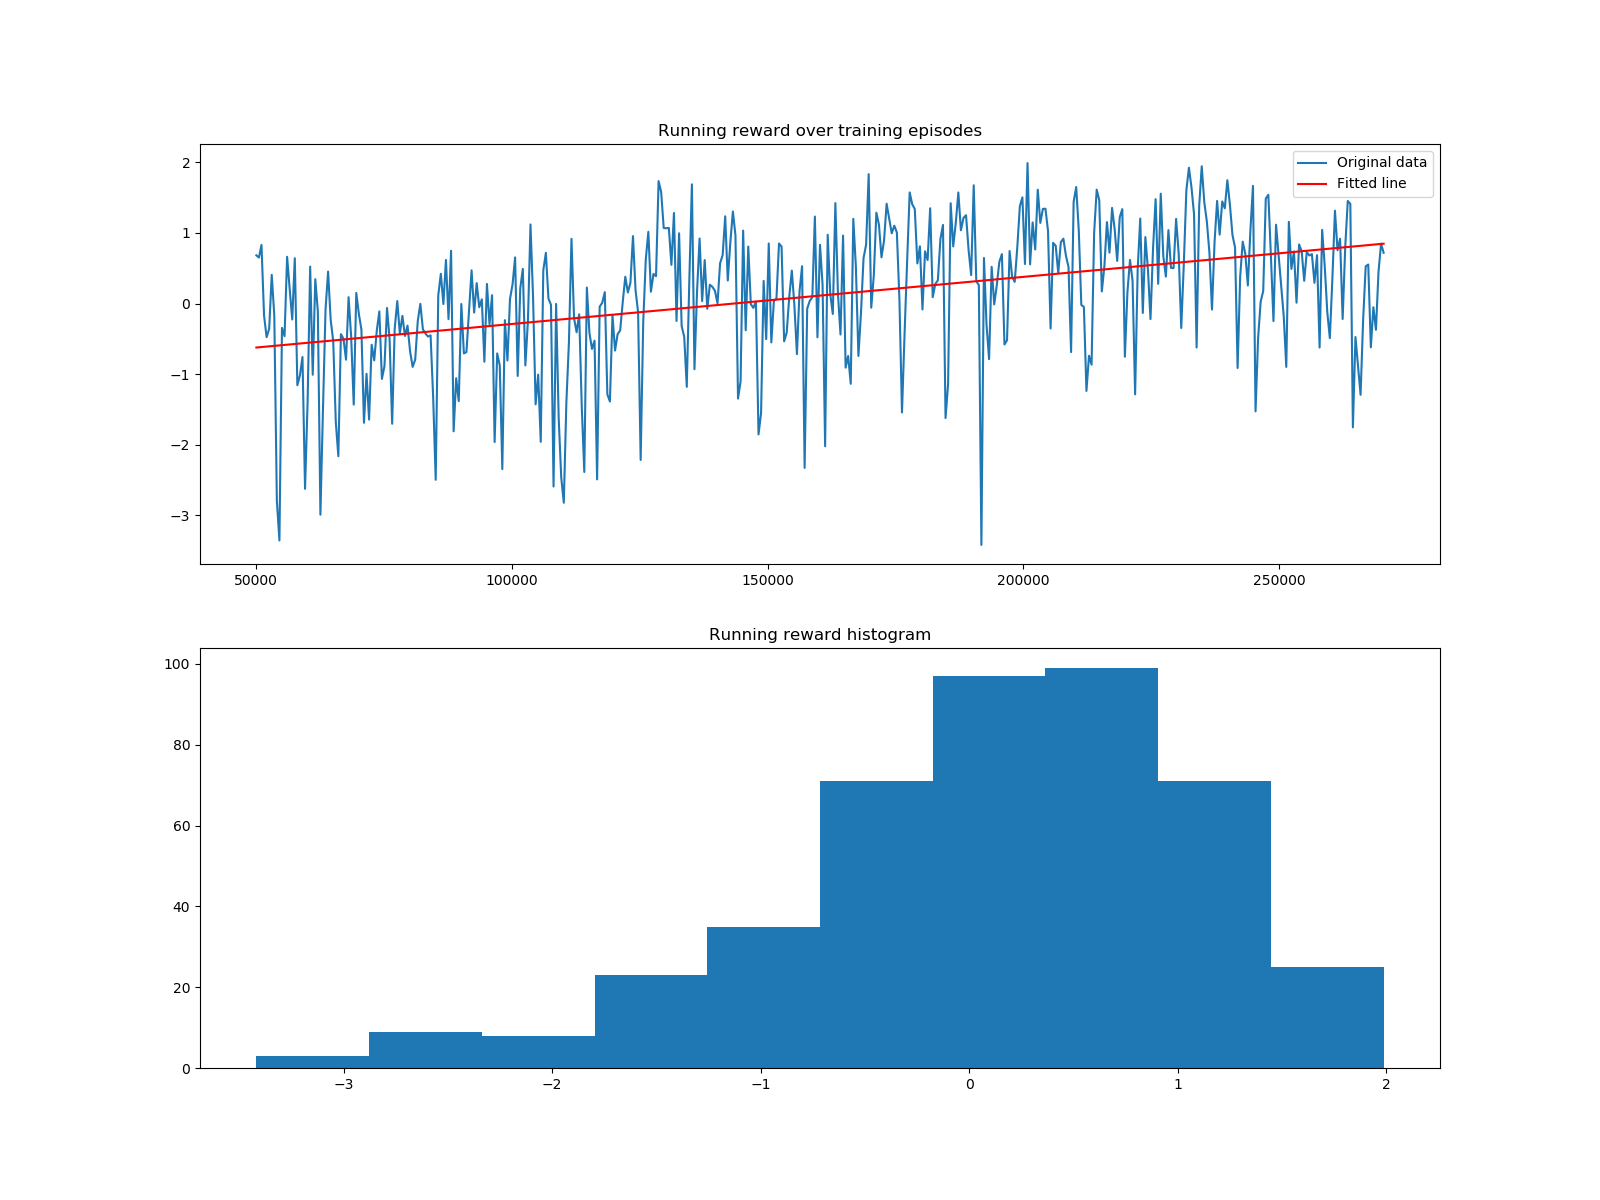 Running reward over training episodes
Original data
Fitted line
2
1
0
−1
−2
−3
50000 100000 150000 200000 250000
Running reward histogram
100
80
60
40
20
0
−3 −2 −1 0 1 2